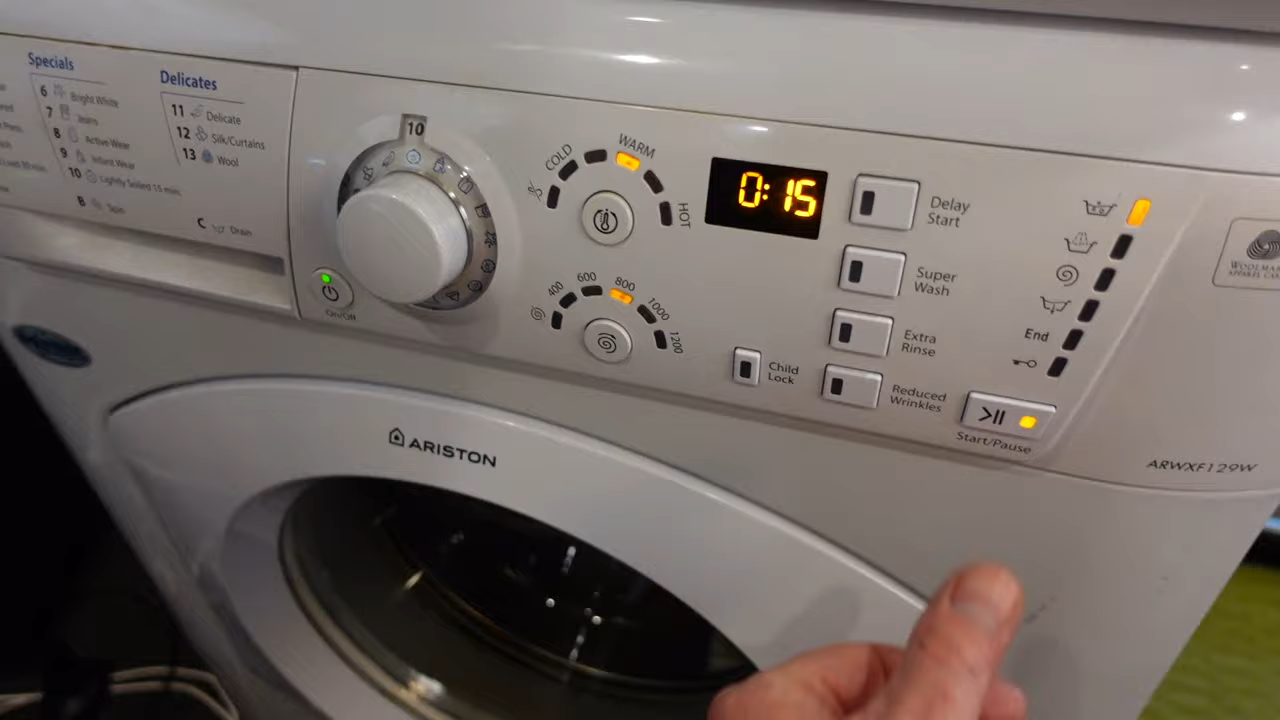 Specials
6 Bright White
7 Jeans
8 Active Wear
9 Infant Wear
10 Lightly Soiled 15 min.
B Spin
Delicates
11 Delicate
12 Silk/Curtains
13 Wool
C Drain
10
On/Off
COLD
WARM
HOT
400
600
800
1000
1200
0:15
Delay
Start
Super
Wash
Extra
Rinse
Reduced
Wrinkles
Child
Lock
End
Start/Pause
ARWXF129W
ARISTON